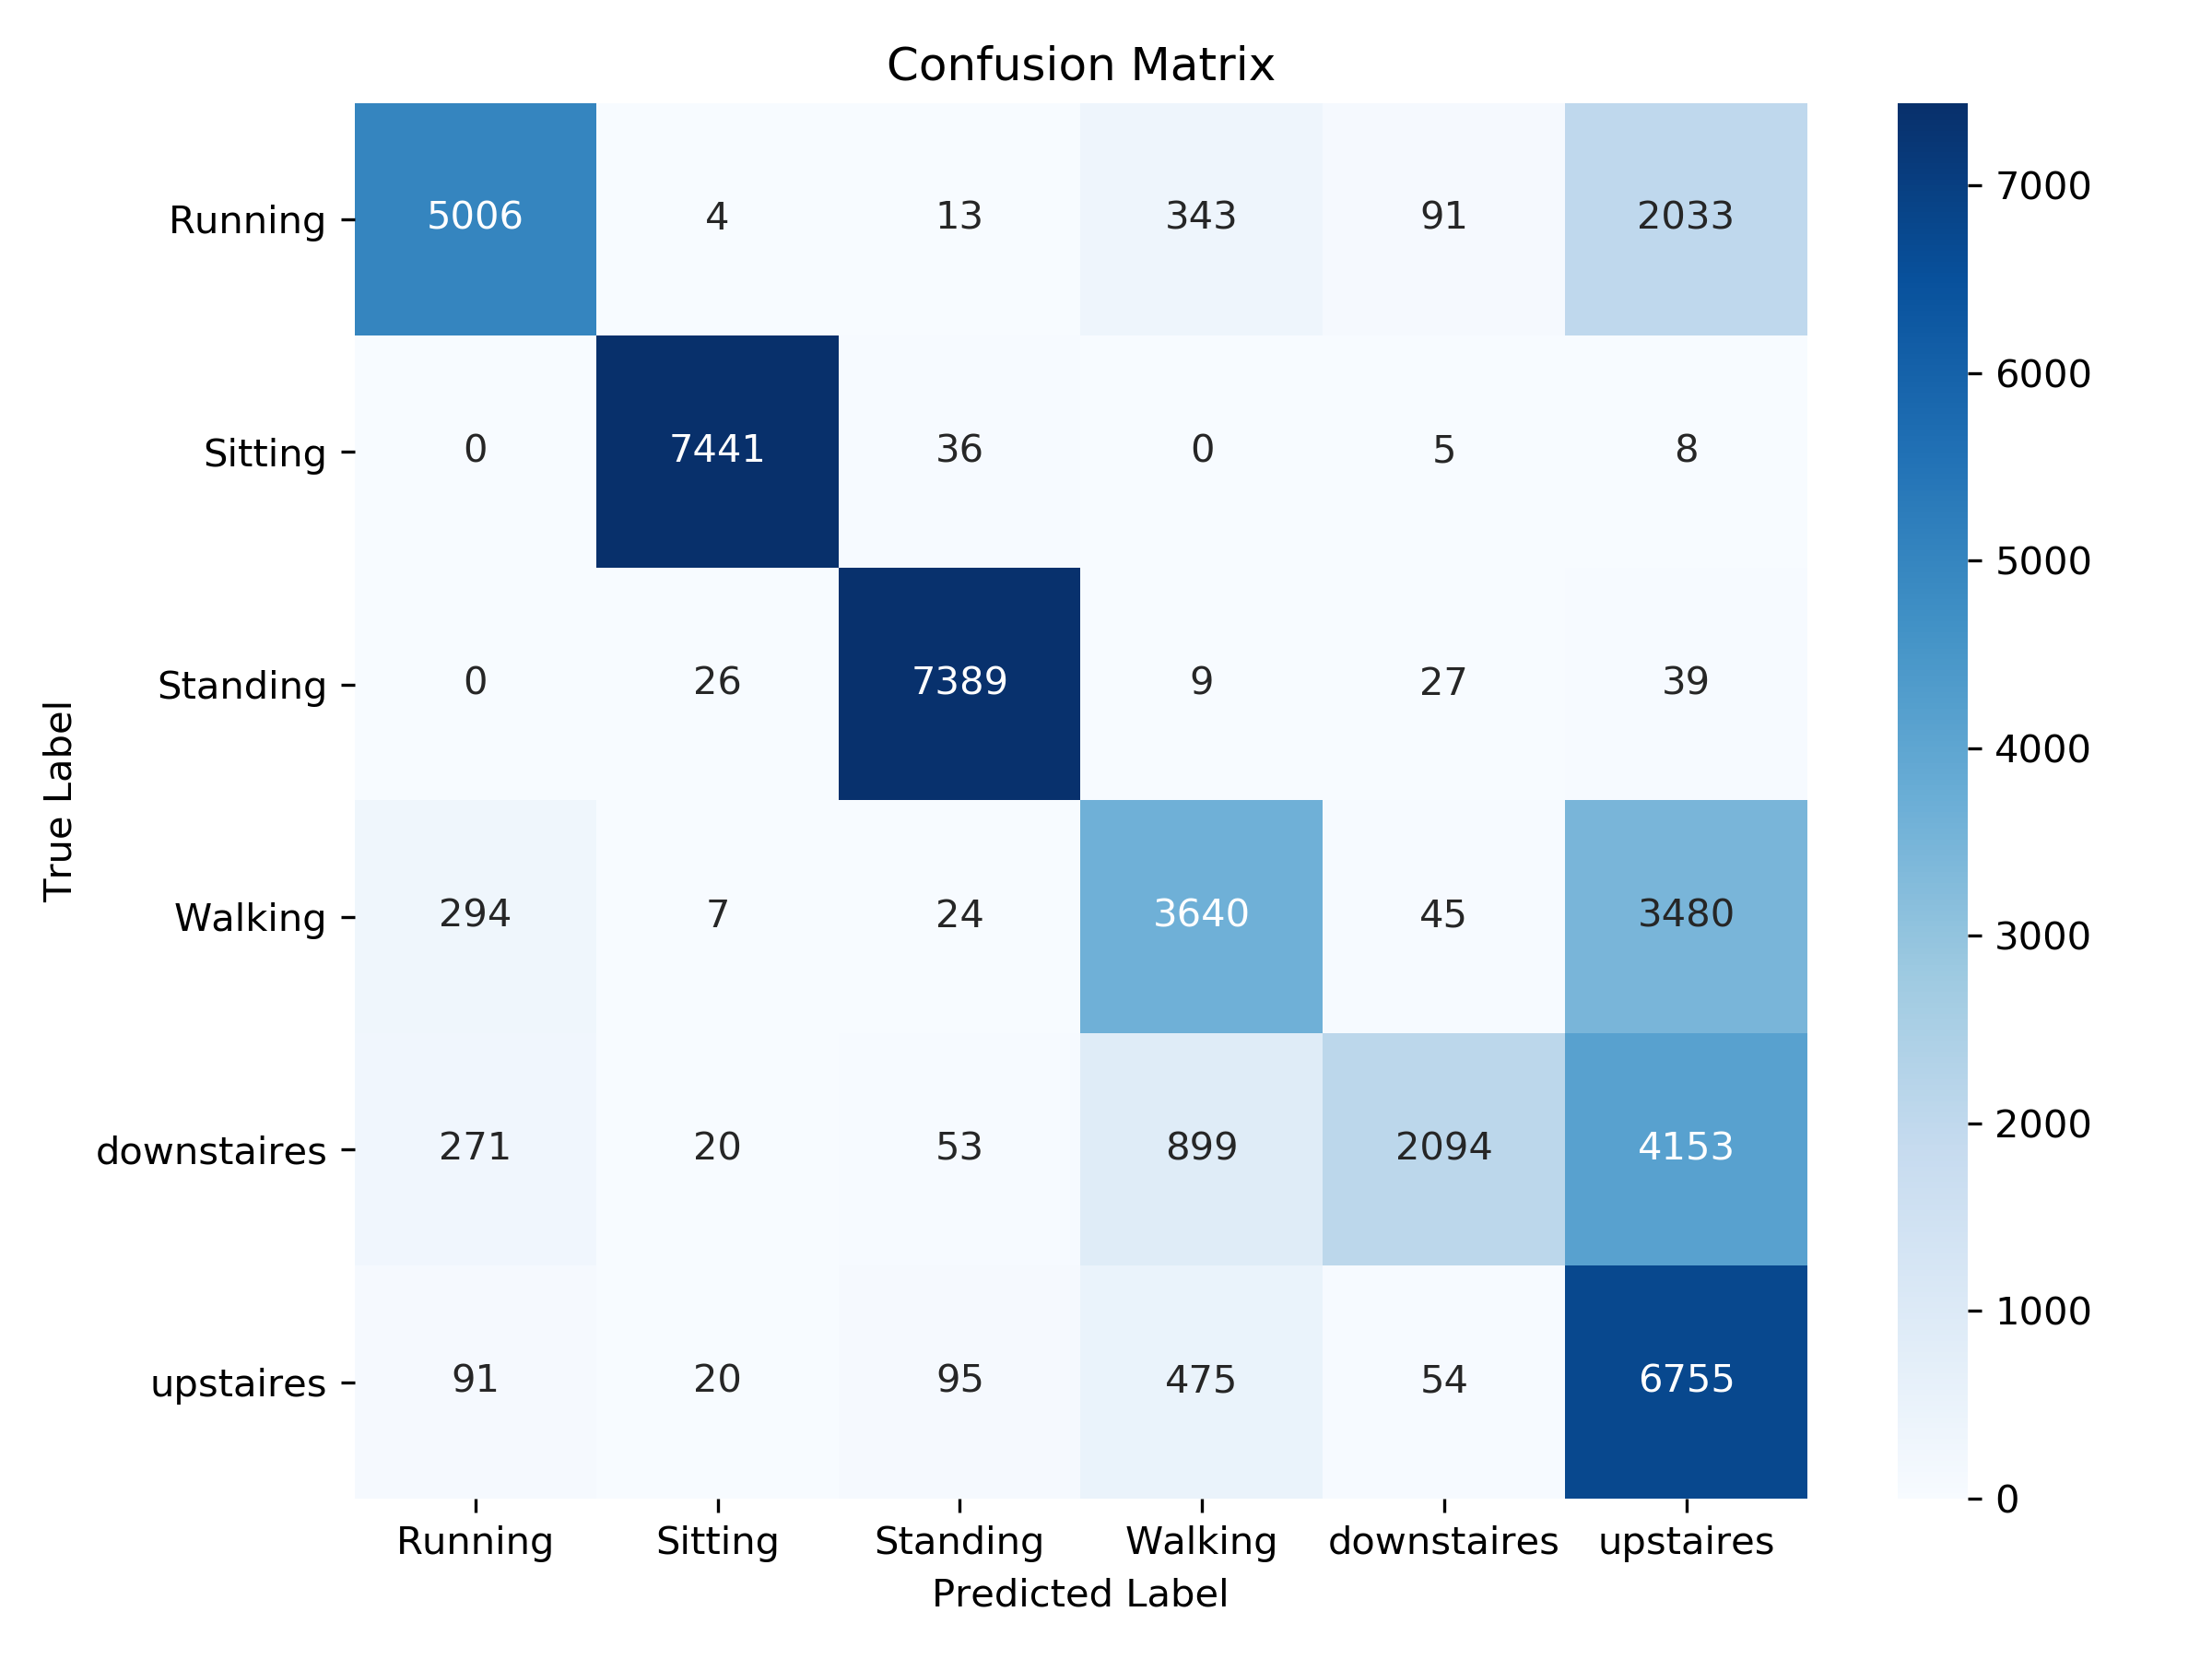 Confusion Matrix
True Label
Running 5006 4 13 343 91 2033
Sitting 0 7441 36 0 5 8
Standing 0 26 7389 9 27 39
Walking 294 7 24 3640 45 3480
downstaires 271 20 53 899 2094 4153
upstaires 91 20 95 475 54 6755
Running Sitting Standing Walking downstaires upstaires
Predicted Label
7000
6000
5000
4000
3000
2000
1000
0